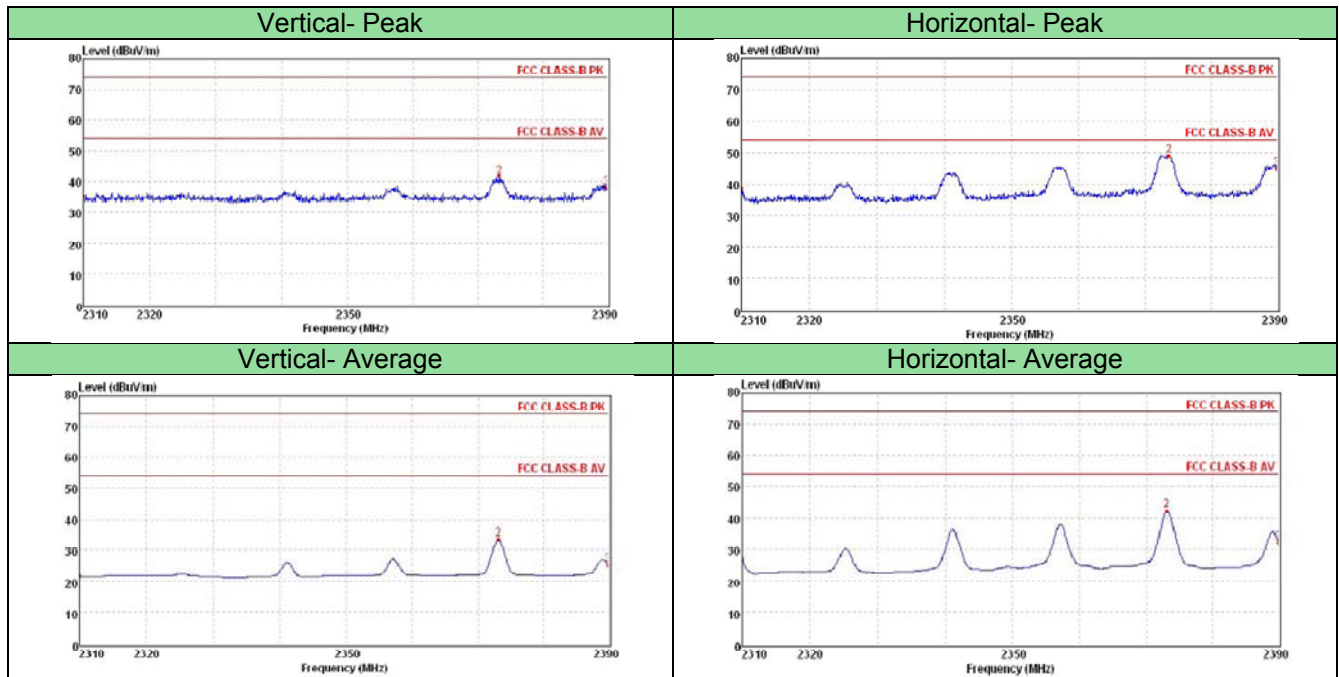 Vertical- Peak
Horizontal- Peak
Level (dBuV/m)
80
FCC CLASS-B PK
70
60
FCC CLASS-B AV
50
2
40
30
20
10
0
2310 2320 2350 2390
Frequency (MHz)
Level (dBuV/m)
80
FCC CLASS-B PK
70
60
FCC CLASS-B AV
50
2
40
30
20
10
0
2310 2320 2350 2390
Frequency (MHz)
Vertical- Average
Horizontal- Average
Level (dBuV/m)
80
FCC CLASS-B PK
70
60
FCC CLASS-B AV
50
40
2
30
20
10
0
2310 2320 2350 2390
Frequency (MHz)
Level (dBuV/m)
80
FCC CLASS-B PK
70
60
FCC CLASS-B AV
50
2
40
30
20
10
0
2310 2320 2350 2390
Frequency (MHz)